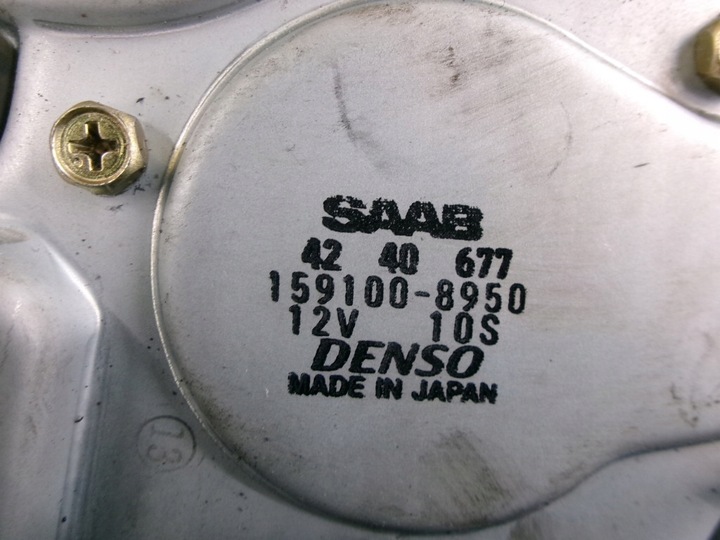 SAAB
42 40 677
159100-8950
12V 10S
DENSO
MADE IN JAPAN
13